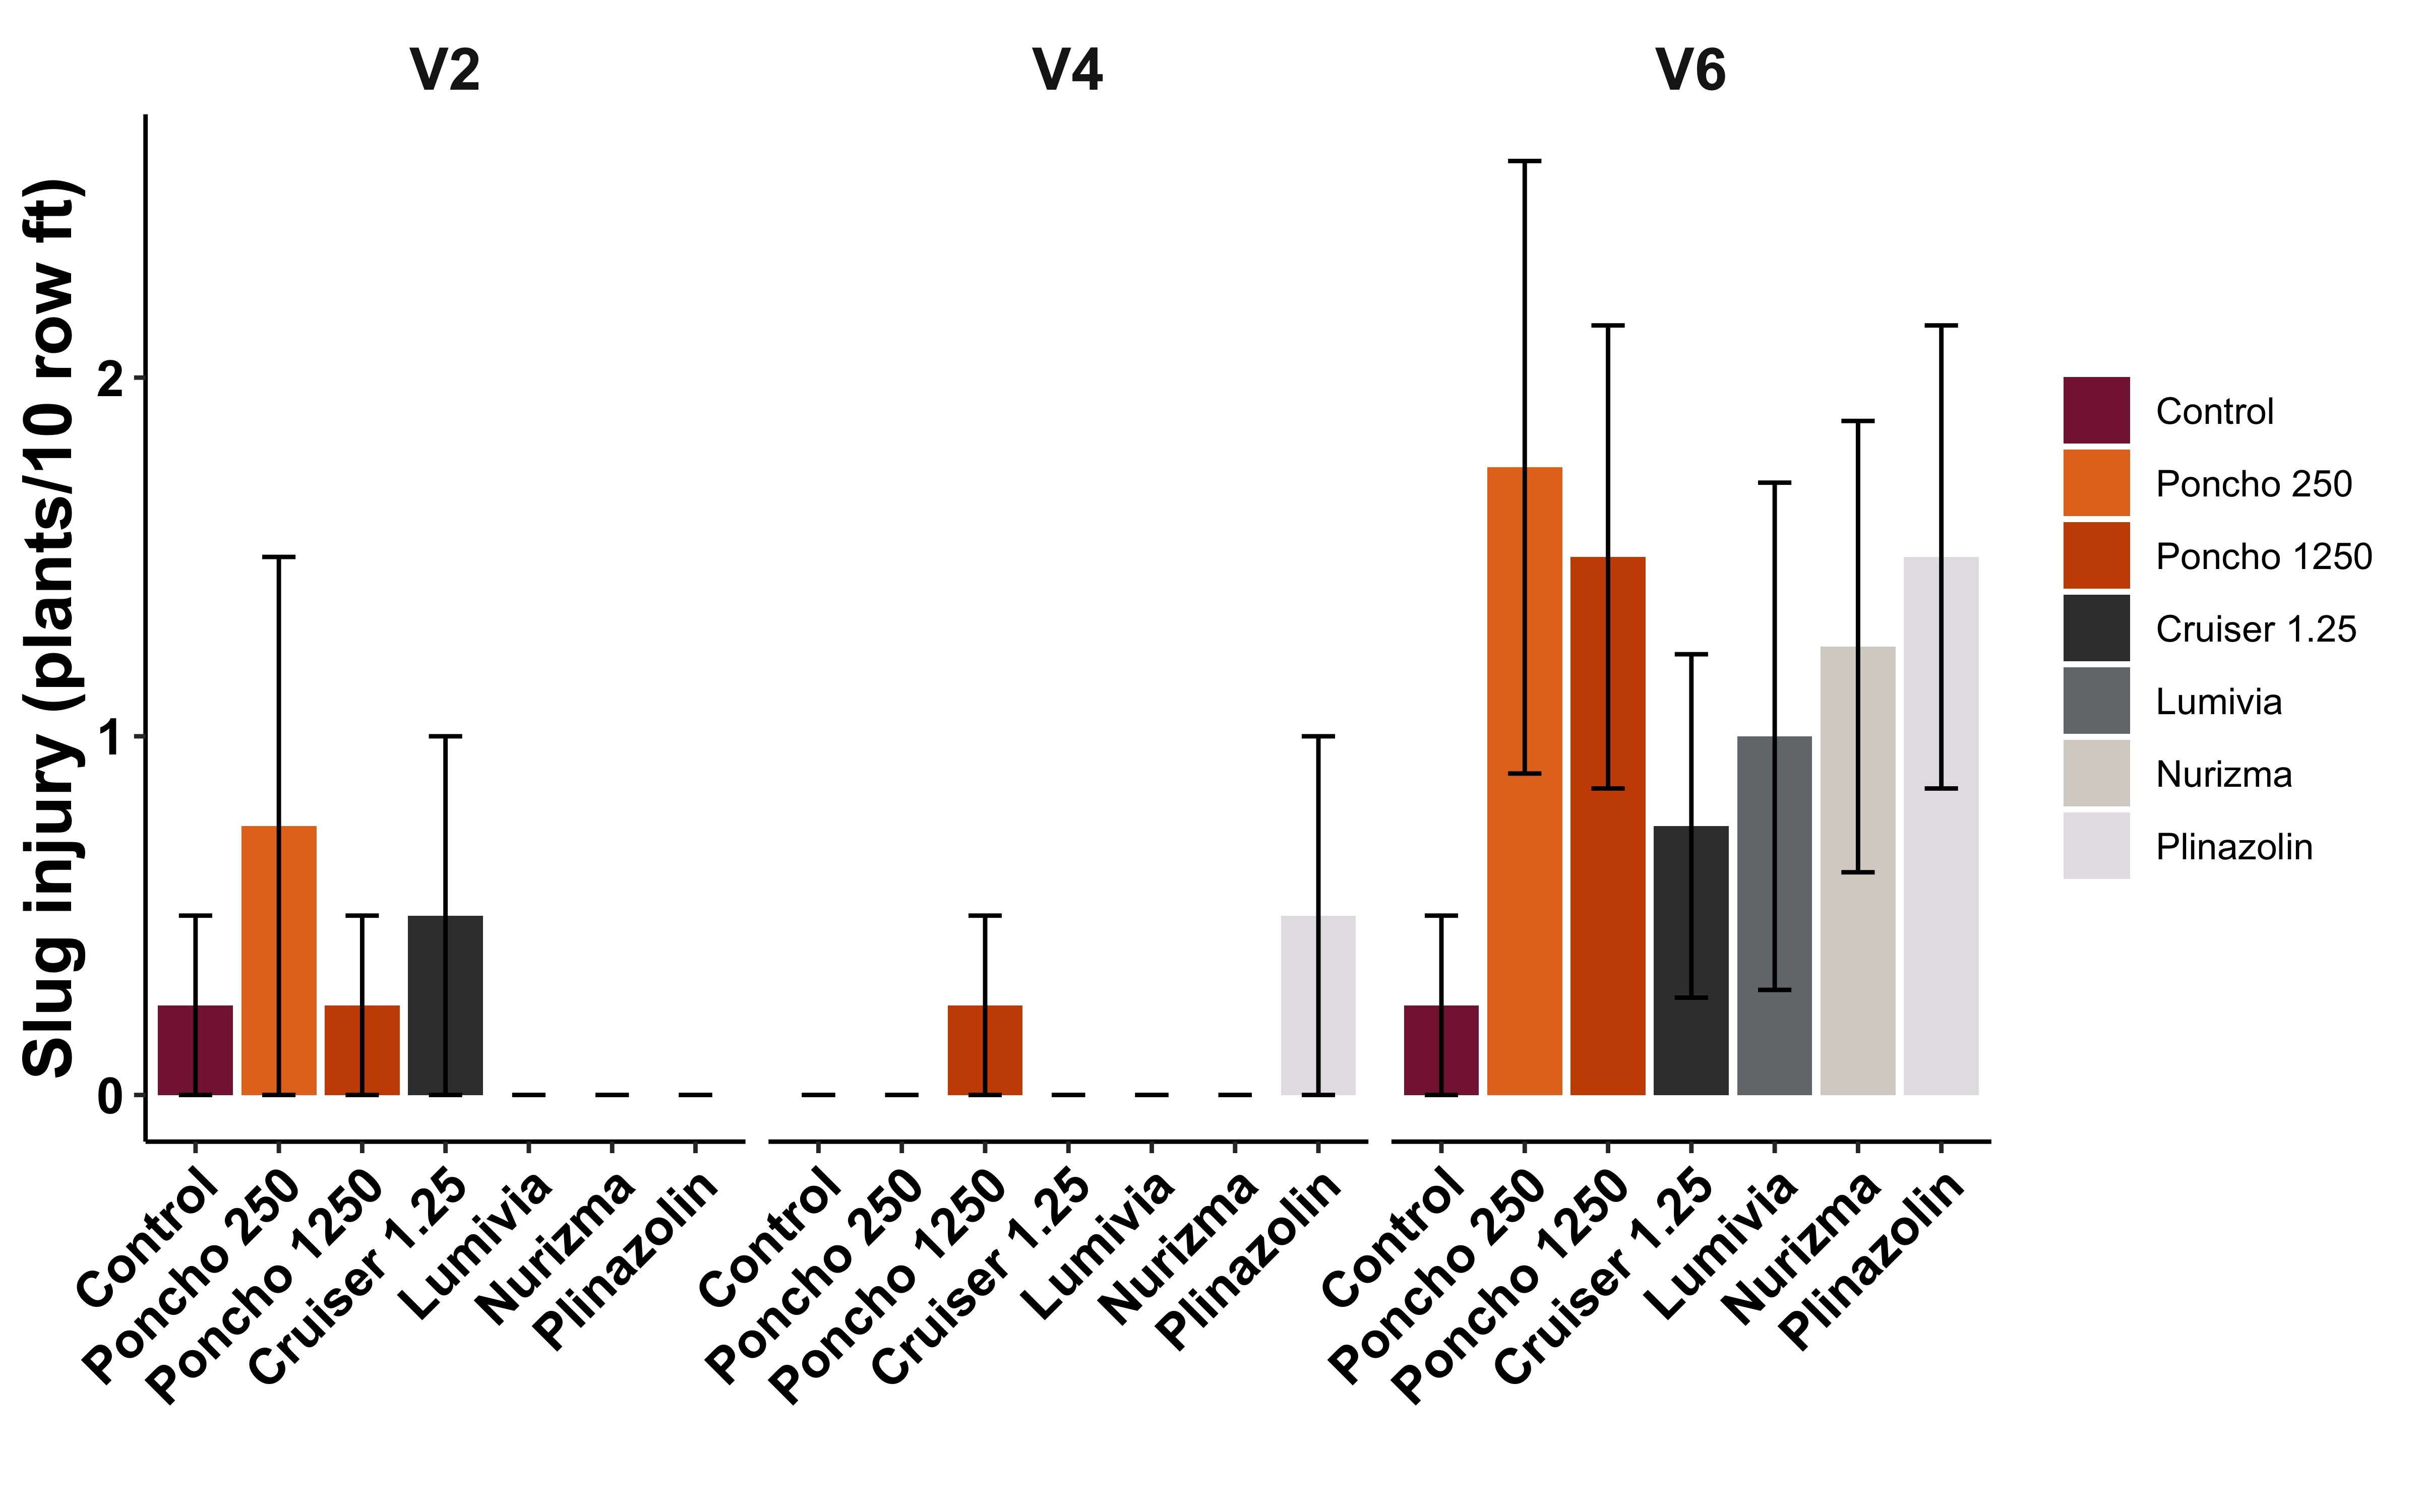 V2
V4
V6
Slug injury (plants/10 row ft)
2
1
0
Control
Poncho 250
Poncho 1250
Cruiser 1.25
Lumivia
Nurizma
Plinazolin
Control
Poncho 250
Poncho 1250
Cruiser 1.25
Lumivia
Nurizma
Plinazolin
Control
Poncho 250
Poncho 1250
Cruiser 1.25
Lumivia
Nurizma
Plinazolin
Control
Poncho 250
Poncho 1250
Cruiser 1.25
Lumivia
Nurizma
Plinazolin